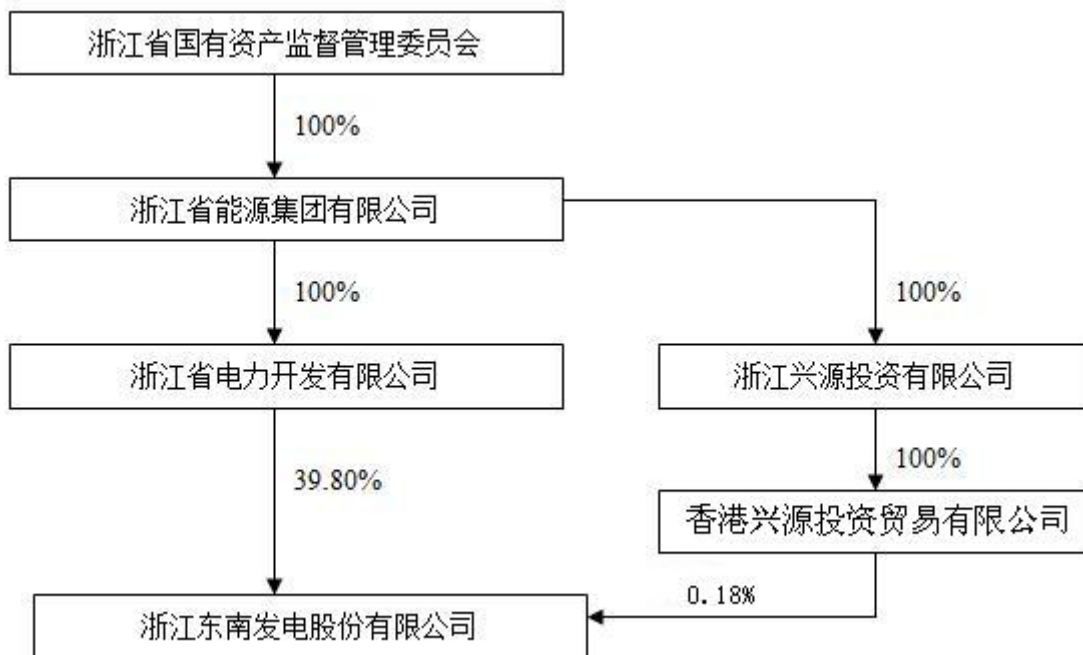 浙江省国有资产监督管理委员会
100%
浙江省能源集团有限公司
100%
100%
浙江省电力开发有限公司
浙江兴源投资有限公司
39.80%
100%
香港兴源投资贸易有限公司
0.18%
浙江东南发电股份有限公司